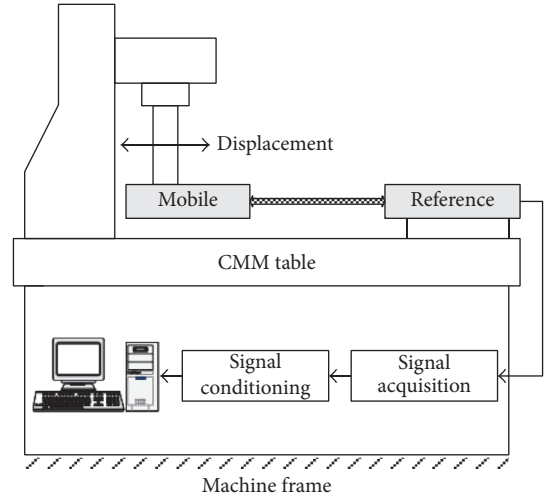 Displacement
Mobile
Reference
CMM table
Signal
conditioning
Signal
acquisition
Machine frame